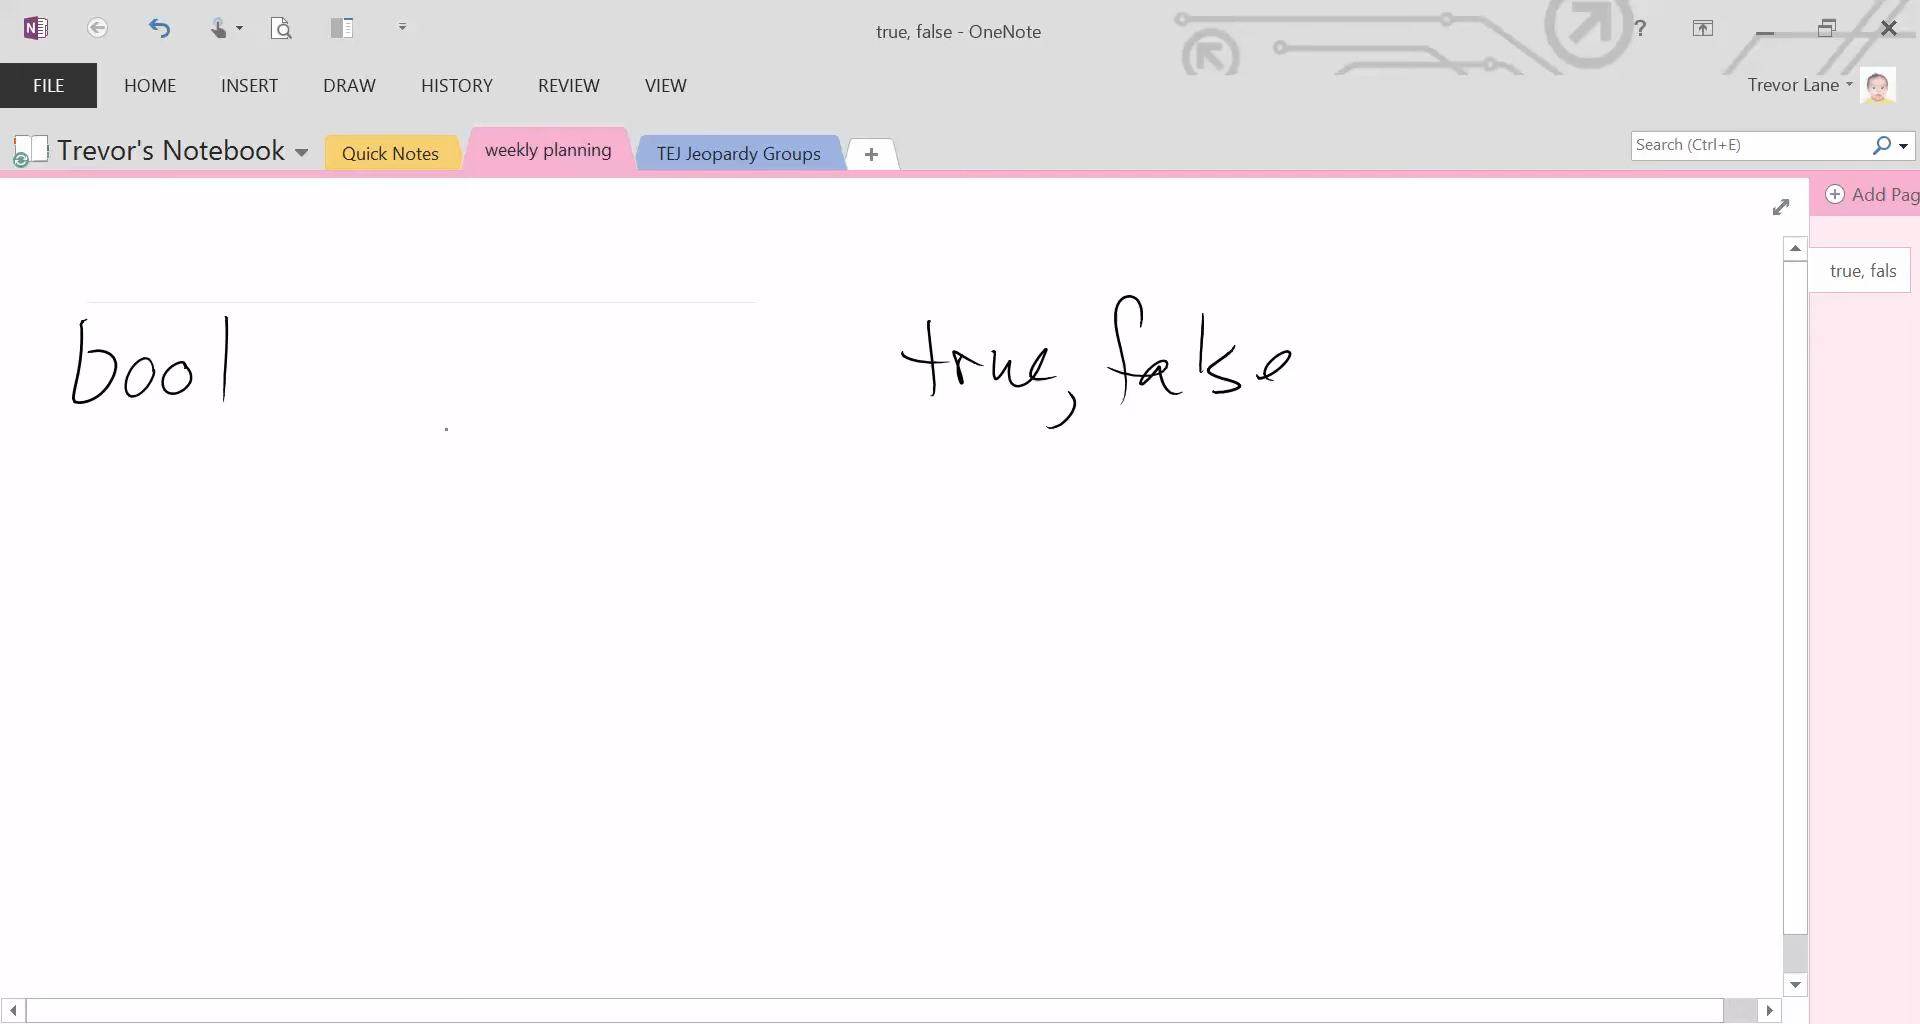 true, false - OneNote
?
FILE HOME INSERT DRAW HISTORY REVIEW VIEW
Trevor Lane
Trevor's Notebook Quick Notes weekly planning TEJ Jeopardy Groups +
Search (Ctrl+E)
Add Pag
true, fals
bool true, false